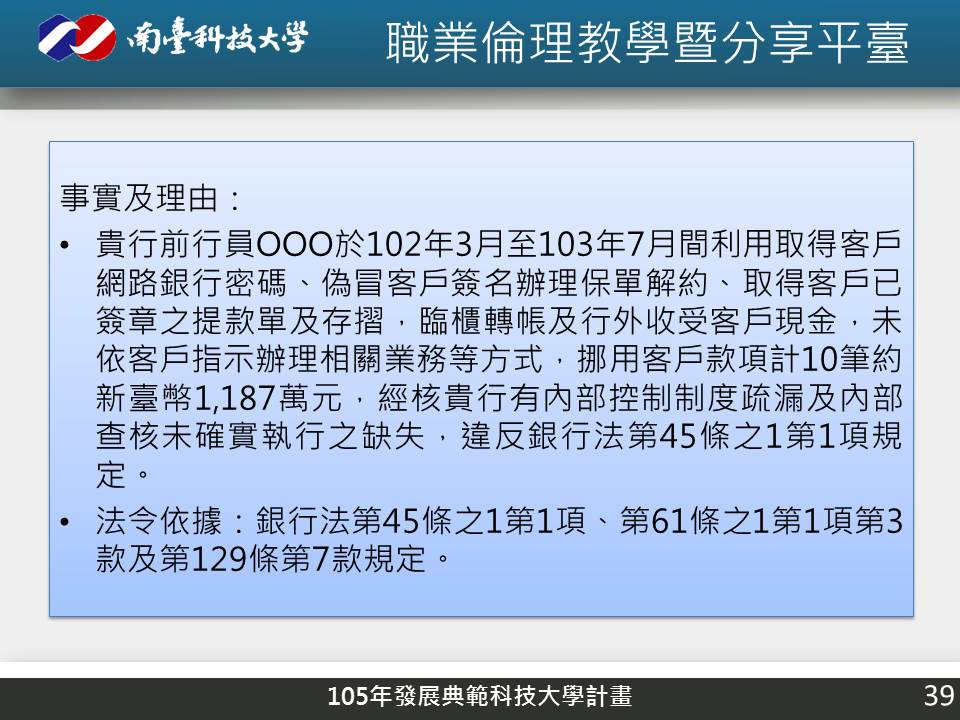 南臺科技大學
職業倫理教學暨分享平臺
事實及理由：
• 貴行前行員OOO於102年3月至103年7月間利用取得客戶
網路銀行密碼、偽冒客戶簽名辦理保單解約、取得客戶已
簽章之提款單及存摺，臨櫃轉帳及行外收受客戶現金，未
依客戶指示辦理相關業務等方式，挪用客戶款項計10筆約
新臺幣1,187萬元，經核貴行有內部控制制度疏漏及內部
查核未確實執行之缺失，違反銀行法第45條之1第1項規
定。
• 法令依據：銀行法第45條之1第1項、第61條之1第1項第3
款及第129條第7款規定。
105年發展典範科技大學計畫
39